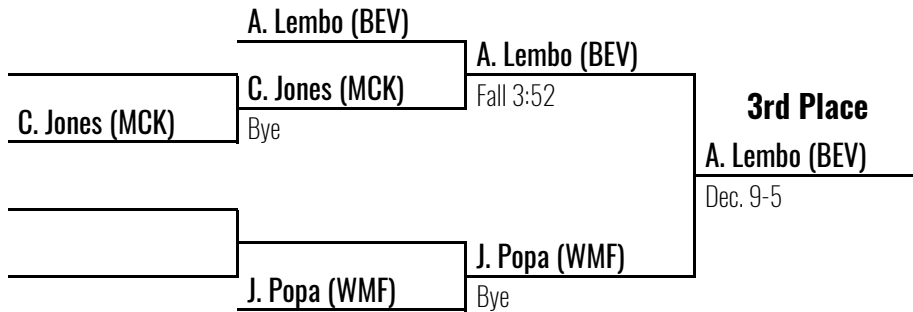 A. Lembo (BEV)
A. Lembo (BEV)
C. Jones (MCK)
Fall 3:52
3rd Place
C. Jones (MCK)
Bye
A. Lembo (BEV)
Dec. 9-5
J. Popa (WMF)
J. Popa (WMF)
Bye